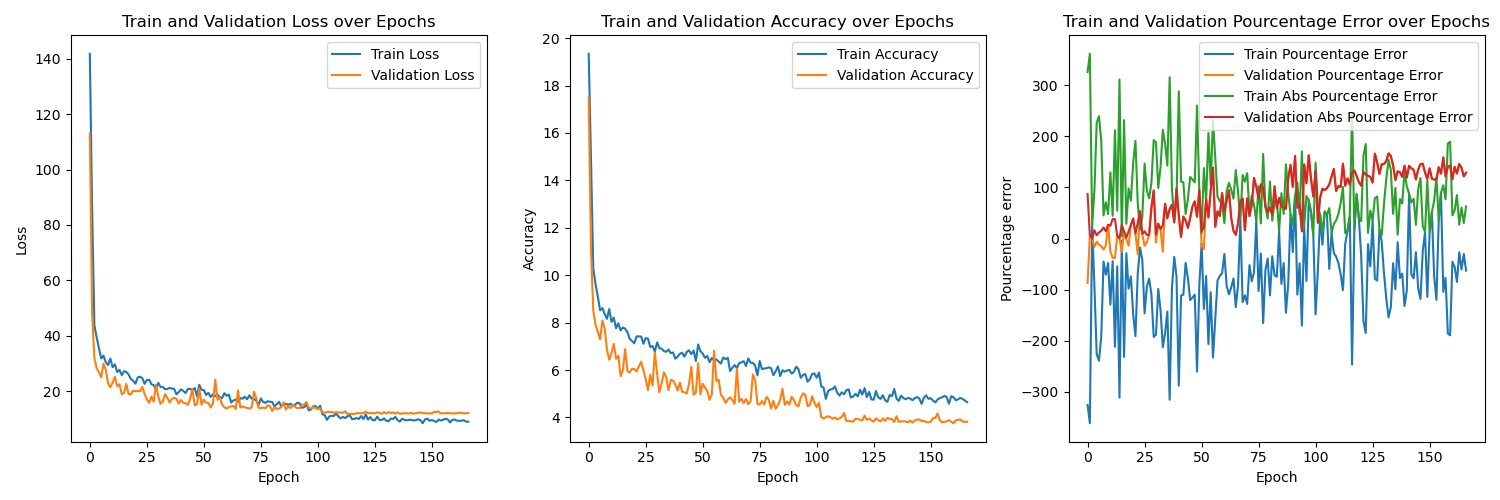 Train and Validation Loss over Epochs
Loss
140
120
100
80
60
40
20
0
25
50
75
100
125
150
Epoch
Train Loss
Validation Loss
Train and Validation Accuracy over Epochs
Accuracy
20
18
16
14
12
10
8
6
4
0
25
50
75
100
125
150
Epoch
Train Accuracy
Validation Accuracy
Train and Validation Pourcentage Error over Epochs
Pourcentage error
300
200
100
0
−100
−200
−300
0
25
50
75
100
125
150
Epoch
Train Pourcentage Error
Validation Pourcentage Error
Train Abs Pourcentage Error
Validation Abs Pourcentage Error